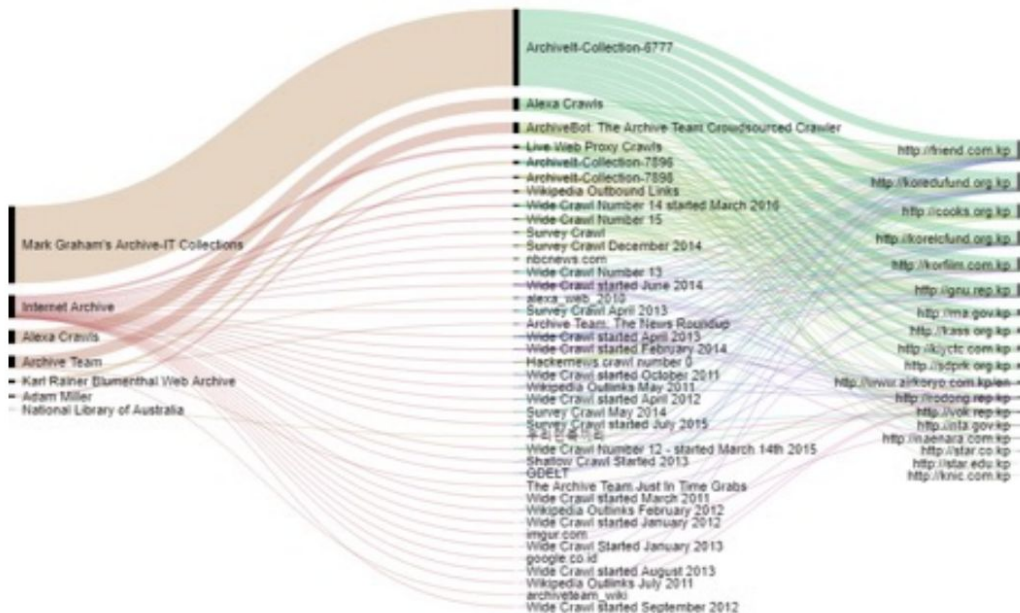 Mark Graham's Archive-IT Collections
Internet Archive
Alexa Crawls
Archive Team
Karl Rainer Blumenthal Web Archive
Adam Miller
National Library of Australia
ArchiveIt-Collection-6777
Alexa Crawls
ArchiveBot: The Archive Team Crowdsourced Crawler
Live Web Proxy Crawls
ArchiveIt-Collection-7896
ArchiveIt-Collection-7898
Wikipedia Outbound Links
Wide Crawl Number 14 started March 2016
Wide Crawl Number 15
Survey Crawl
Survey Crawl December 2014
nbcnews.com
Wide Crawl Number 13
Wide Crawl started June 2014
alexa_web_2010
Survey Crawl April 2013
Archive Team: The News Roundup
Wide Crawl started April 2013
Wide Crawl started February 2014
Hackernews crawl number 0
Wide Crawl started October 2011
Wikipedia Outlinks May 2011
Wide Crawl started April 2012
Survey Crawl May 2014
Survey Crawl started July 2015
Wide Crawl Number 12 - started March 14th 2015
Shallow Crawl Started 2013
GDELT
The Archive Team Just In Time Grabs
Wide Crawl started March 2011
Wikipedia Outlinks February 2012
Wide Crawl started January 2012
imgur.com
Wide Crawl Started January 2013
google.co.id
Wide Crawl started August 2013
Wikipedia Outlinks July 2011
archiveteam_wiki
Wide Crawl started September 2012
http://friend.com.kp
http://koredufund.org.kp
http://cooks.org.kp
http://korelcfund.org.kp
http://korfilm.com.kp
http://gnu.rep.kp
http://ma.gov.kp
http://kass.org.kp
http://kiyctc.com.kp
http://sdprk.org.kp
http://www.airkoryo.com.kp/en
http://rodong.rep.kp
http://vok.rep.kp
http://nta.gov.kp
http://naenara.com.kp
http://star.co.kp
http://star.edu.kp
http://knic.com.kp